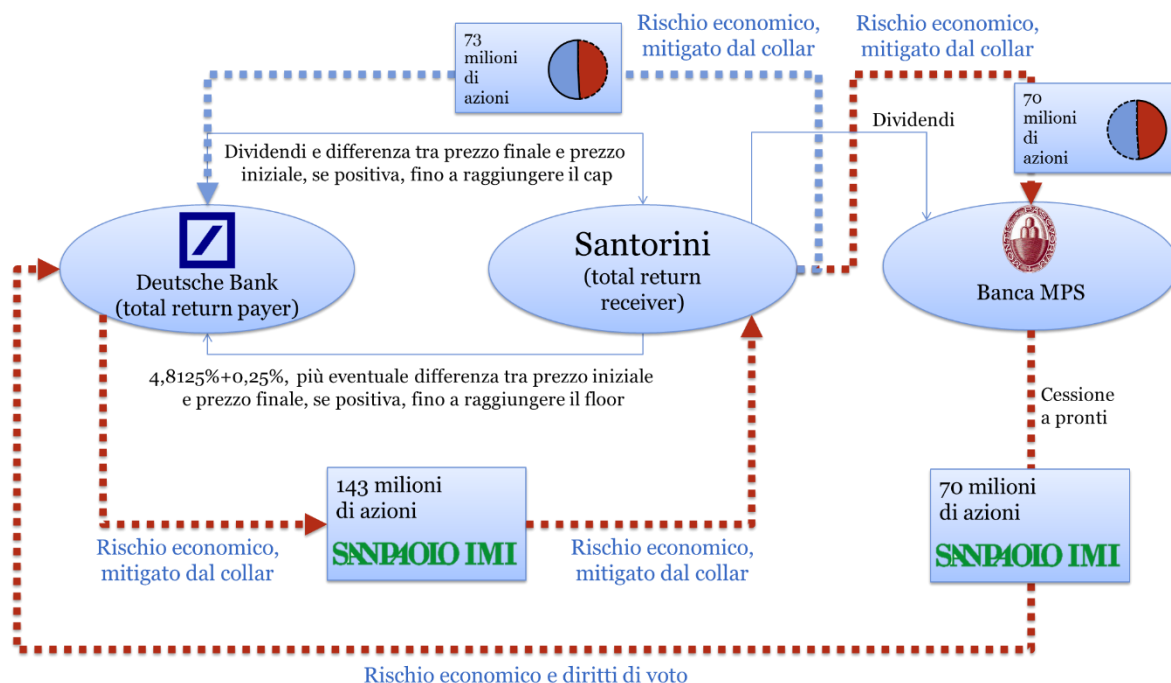 73
milioni
di
azioni
Rischio economico,
mitigato dal collar
Rischio economico,
mitigato dal collar
70
milioni
di
azioni
Dividendi
Dividendi e differenza tra prezzo finale e prezzo
iniziale, se positiva, fino a raggiungere il cap
Deutsche Bank
(total return payer)
Santorini
(total return
receiver)
Banca MPS
4,8125%+0,25%, più eventuale differenza tra prezzo iniziale
e prezzo finale, se positiva, fino a raggiungere il floor
Cessione
a pronti
143 milioni
di azioni
SANPAOLO IMI
70 milioni
di azioni
SANPAOLO IMI
Rischio economico,
mitigato dal collar
Rischio economico,
mitigato dal collar
Rischio economico e diritti di voto